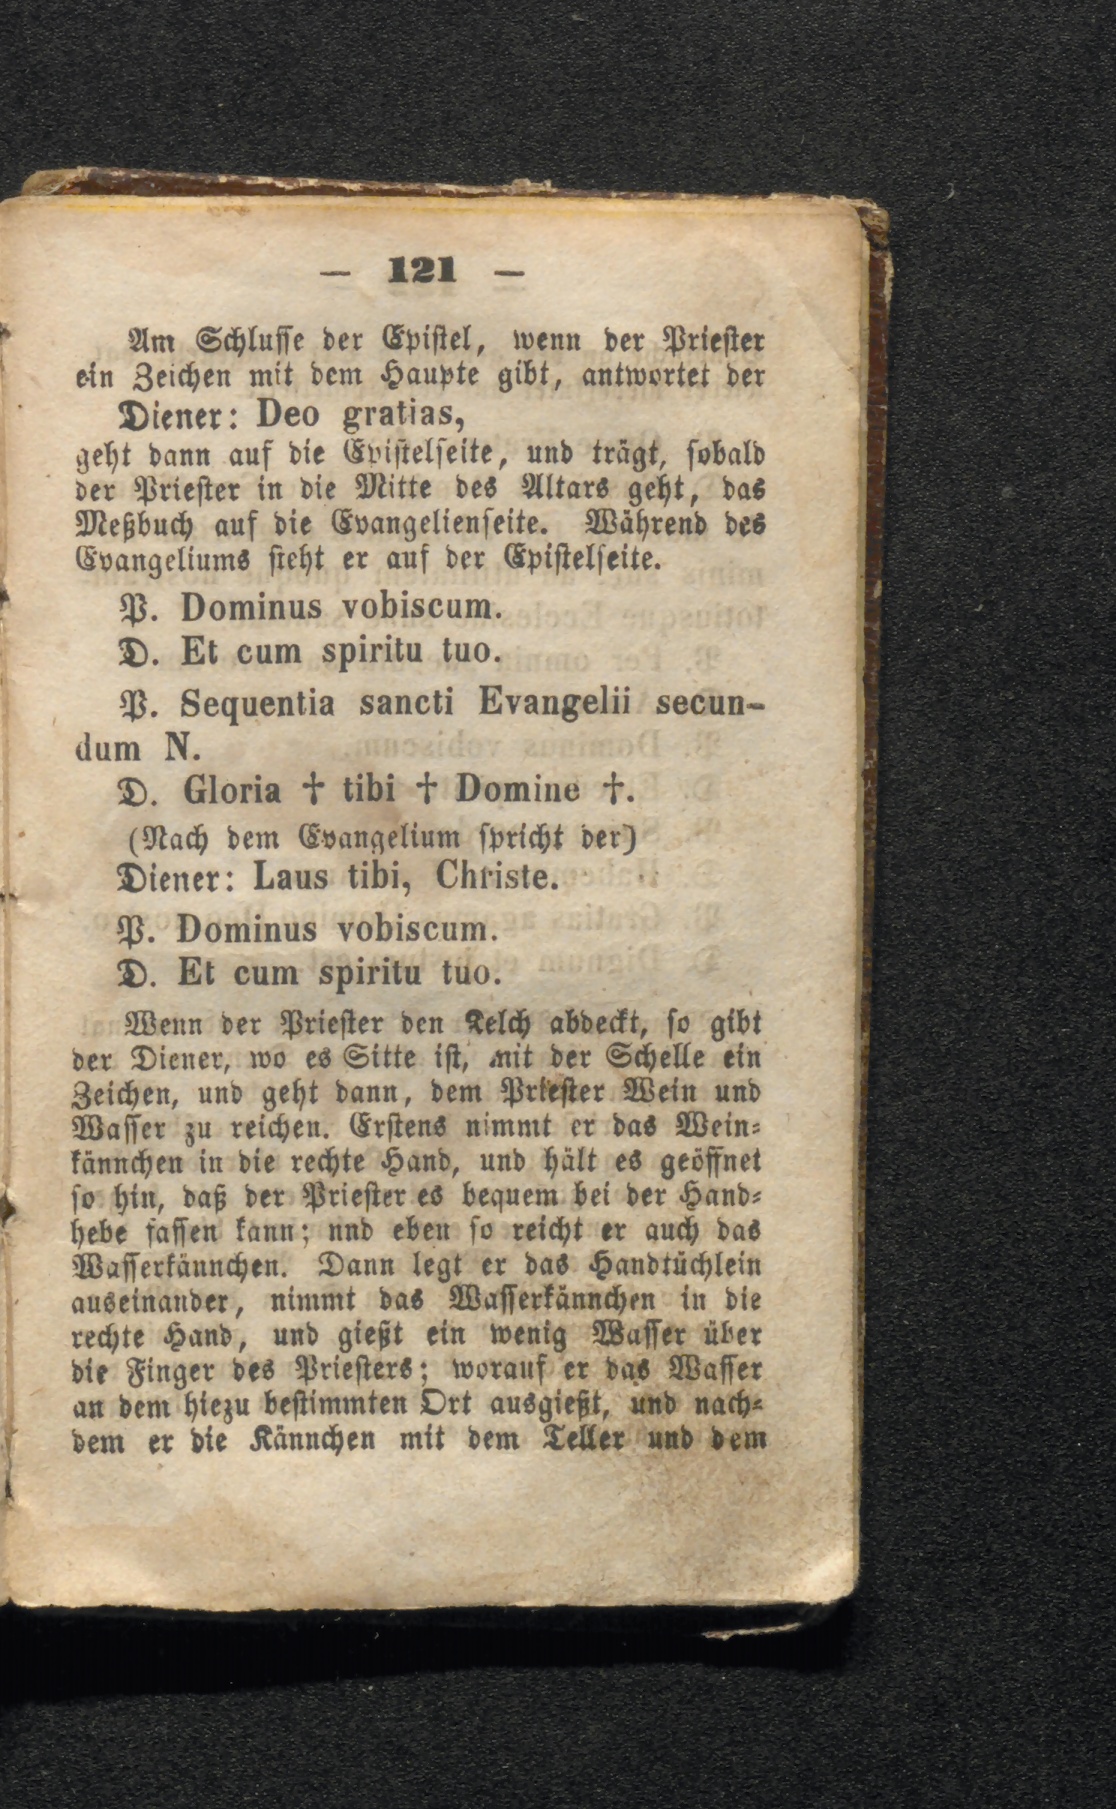 — 121 —
Am Schlusse der Epistel, wenn der Priester
ein Zeichen mit dem Haupte gibt, antwortet der
Diener: Deo gratias,
geht dann auf die Epistelseite, und trägt, sobald
der Priester in die Mitte des Altars geht, das
Meßbuch auf die Evangelienseite. Während des
Evangeliums steht er auf der Epistelseite.
P. Dominus vobiscum.
D. Et cum spiritu tuo.
P. Sequentia sancti Evangelii secun-
dum N.
D. Gloria † tibi † Domine †.
(Nach dem Evangelium spricht der)
Diener: Laus tibi, Christe.
P. Dominus vobiscum.
D. Et cum spiritu tuo.
Wenn der Priester den Kelch abdeckt, so gibt
der Diener, wo es Sitte ist, mit der Schelle ein
Zeichen, und geht dann, dem Priester Wein und
Wasser zu reichen. Erstens nimmt er das Wein-
kännchen in die rechte Hand, und hält es geöffnet
so hin, daß der Priester es bequem bei der Hand-
hebe fassen kann; nnd eben so reicht er auch das
Wasserkännchen. Dann legt er das Handtüchlein
auseinander, nimmt das Wasserkännchen in die
rechte Hand, und gießt ein wenig Wasser über
die Finger des Priesters; worauf er das Wasser
an dem hiezu bestimmten Ort ausgießt, und nach-
dem er die Kännchen mit dem Teller und dem